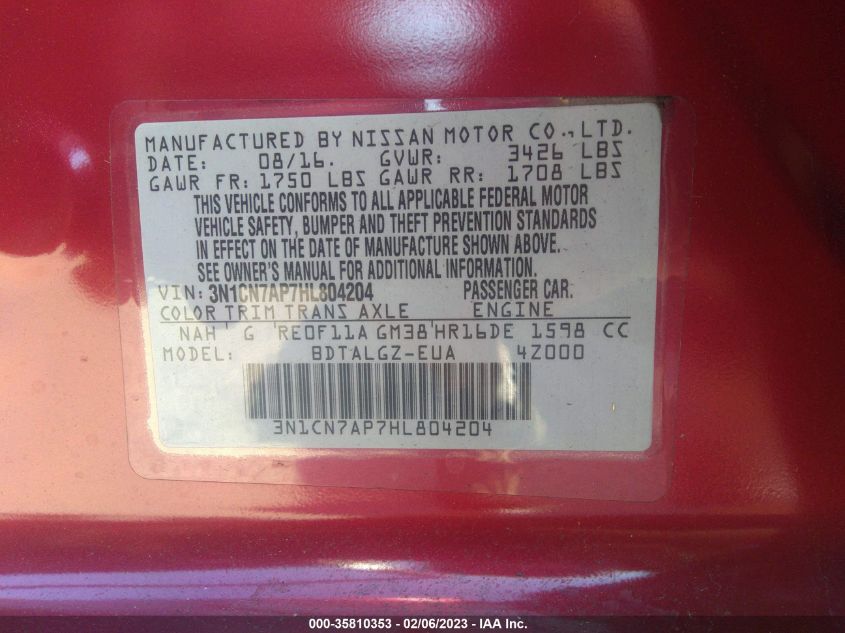 MANUFACTURED BY NISSAN MOTOR CO., LTD.
DATE: 08/16. GVWR: 3426 LBS
GAWR FR: 1750 LBS GAWR RR: 1708 LBS
THIS VEHICLE CONFORMS TO ALL APPLICABLE FEDERAL MOTOR
VEHICLE SAFETY, BUMPER AND THEFT PREVENTION STANDARDS
IN EFFECT ON THE DATE OF MANUFACTURE SHOWN ABOVE.
SEE OWNER'S MANUAL FOR ADDITIONAL INFORMATION.
VIN: 3N1CN7AP7HL804204 PASSENGER CAR.
COLOR TRIM TRANS AXLE ENGINE
NAH G RE0F11A GM38 HR16DE 1598 CC
MODEL: BDTALGZ-EUA 4Z000
3N1CN7AP7HL804204
000-35810353 — 02/06/2023 — IAA Inc.